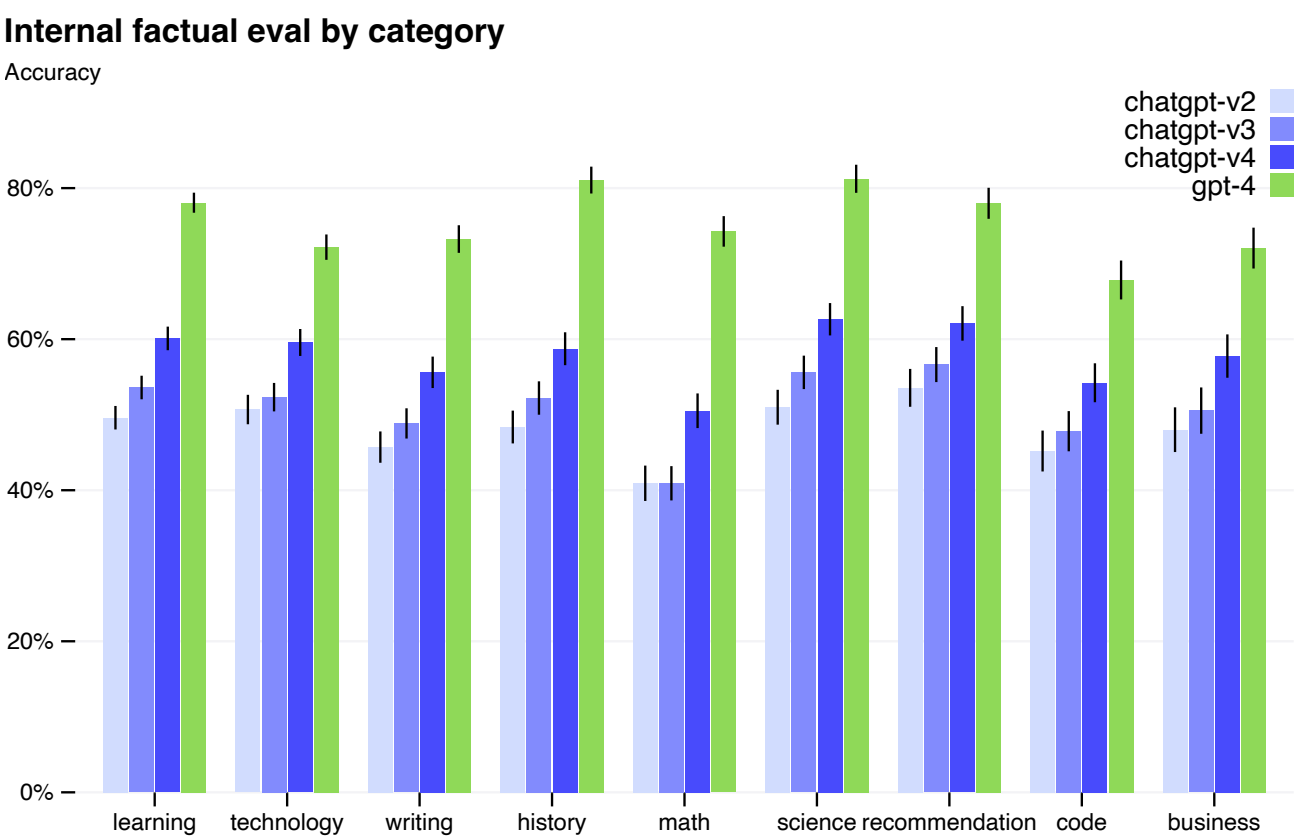 Internal factual eval by category
Accuracy
chatgpt-v2
chatgpt-v3
chatgpt-v4
gpt-4
80%
60%
40%
20%
0%
learning technology writing history math science recommendation code business